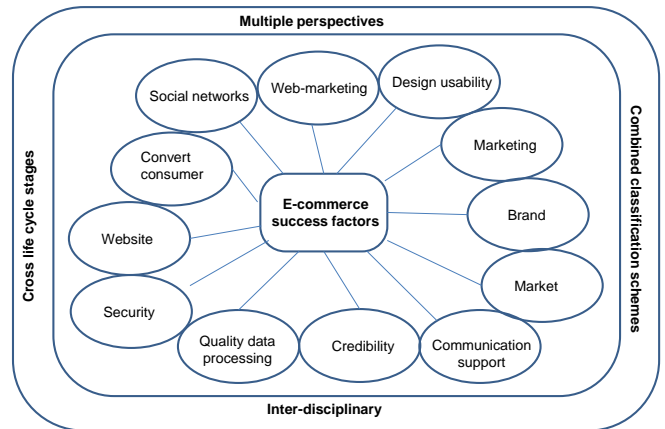 Multiple perspectives
Cross life cycle stages
Combined classification schemes
Social networks
Web-marketing
Design usability
Convert
consumer
Marketing
E-commerce
success factors
Website
Brand
Security
Market
Quality data
processing
Credibility
Communication
support
Inter-disciplinary